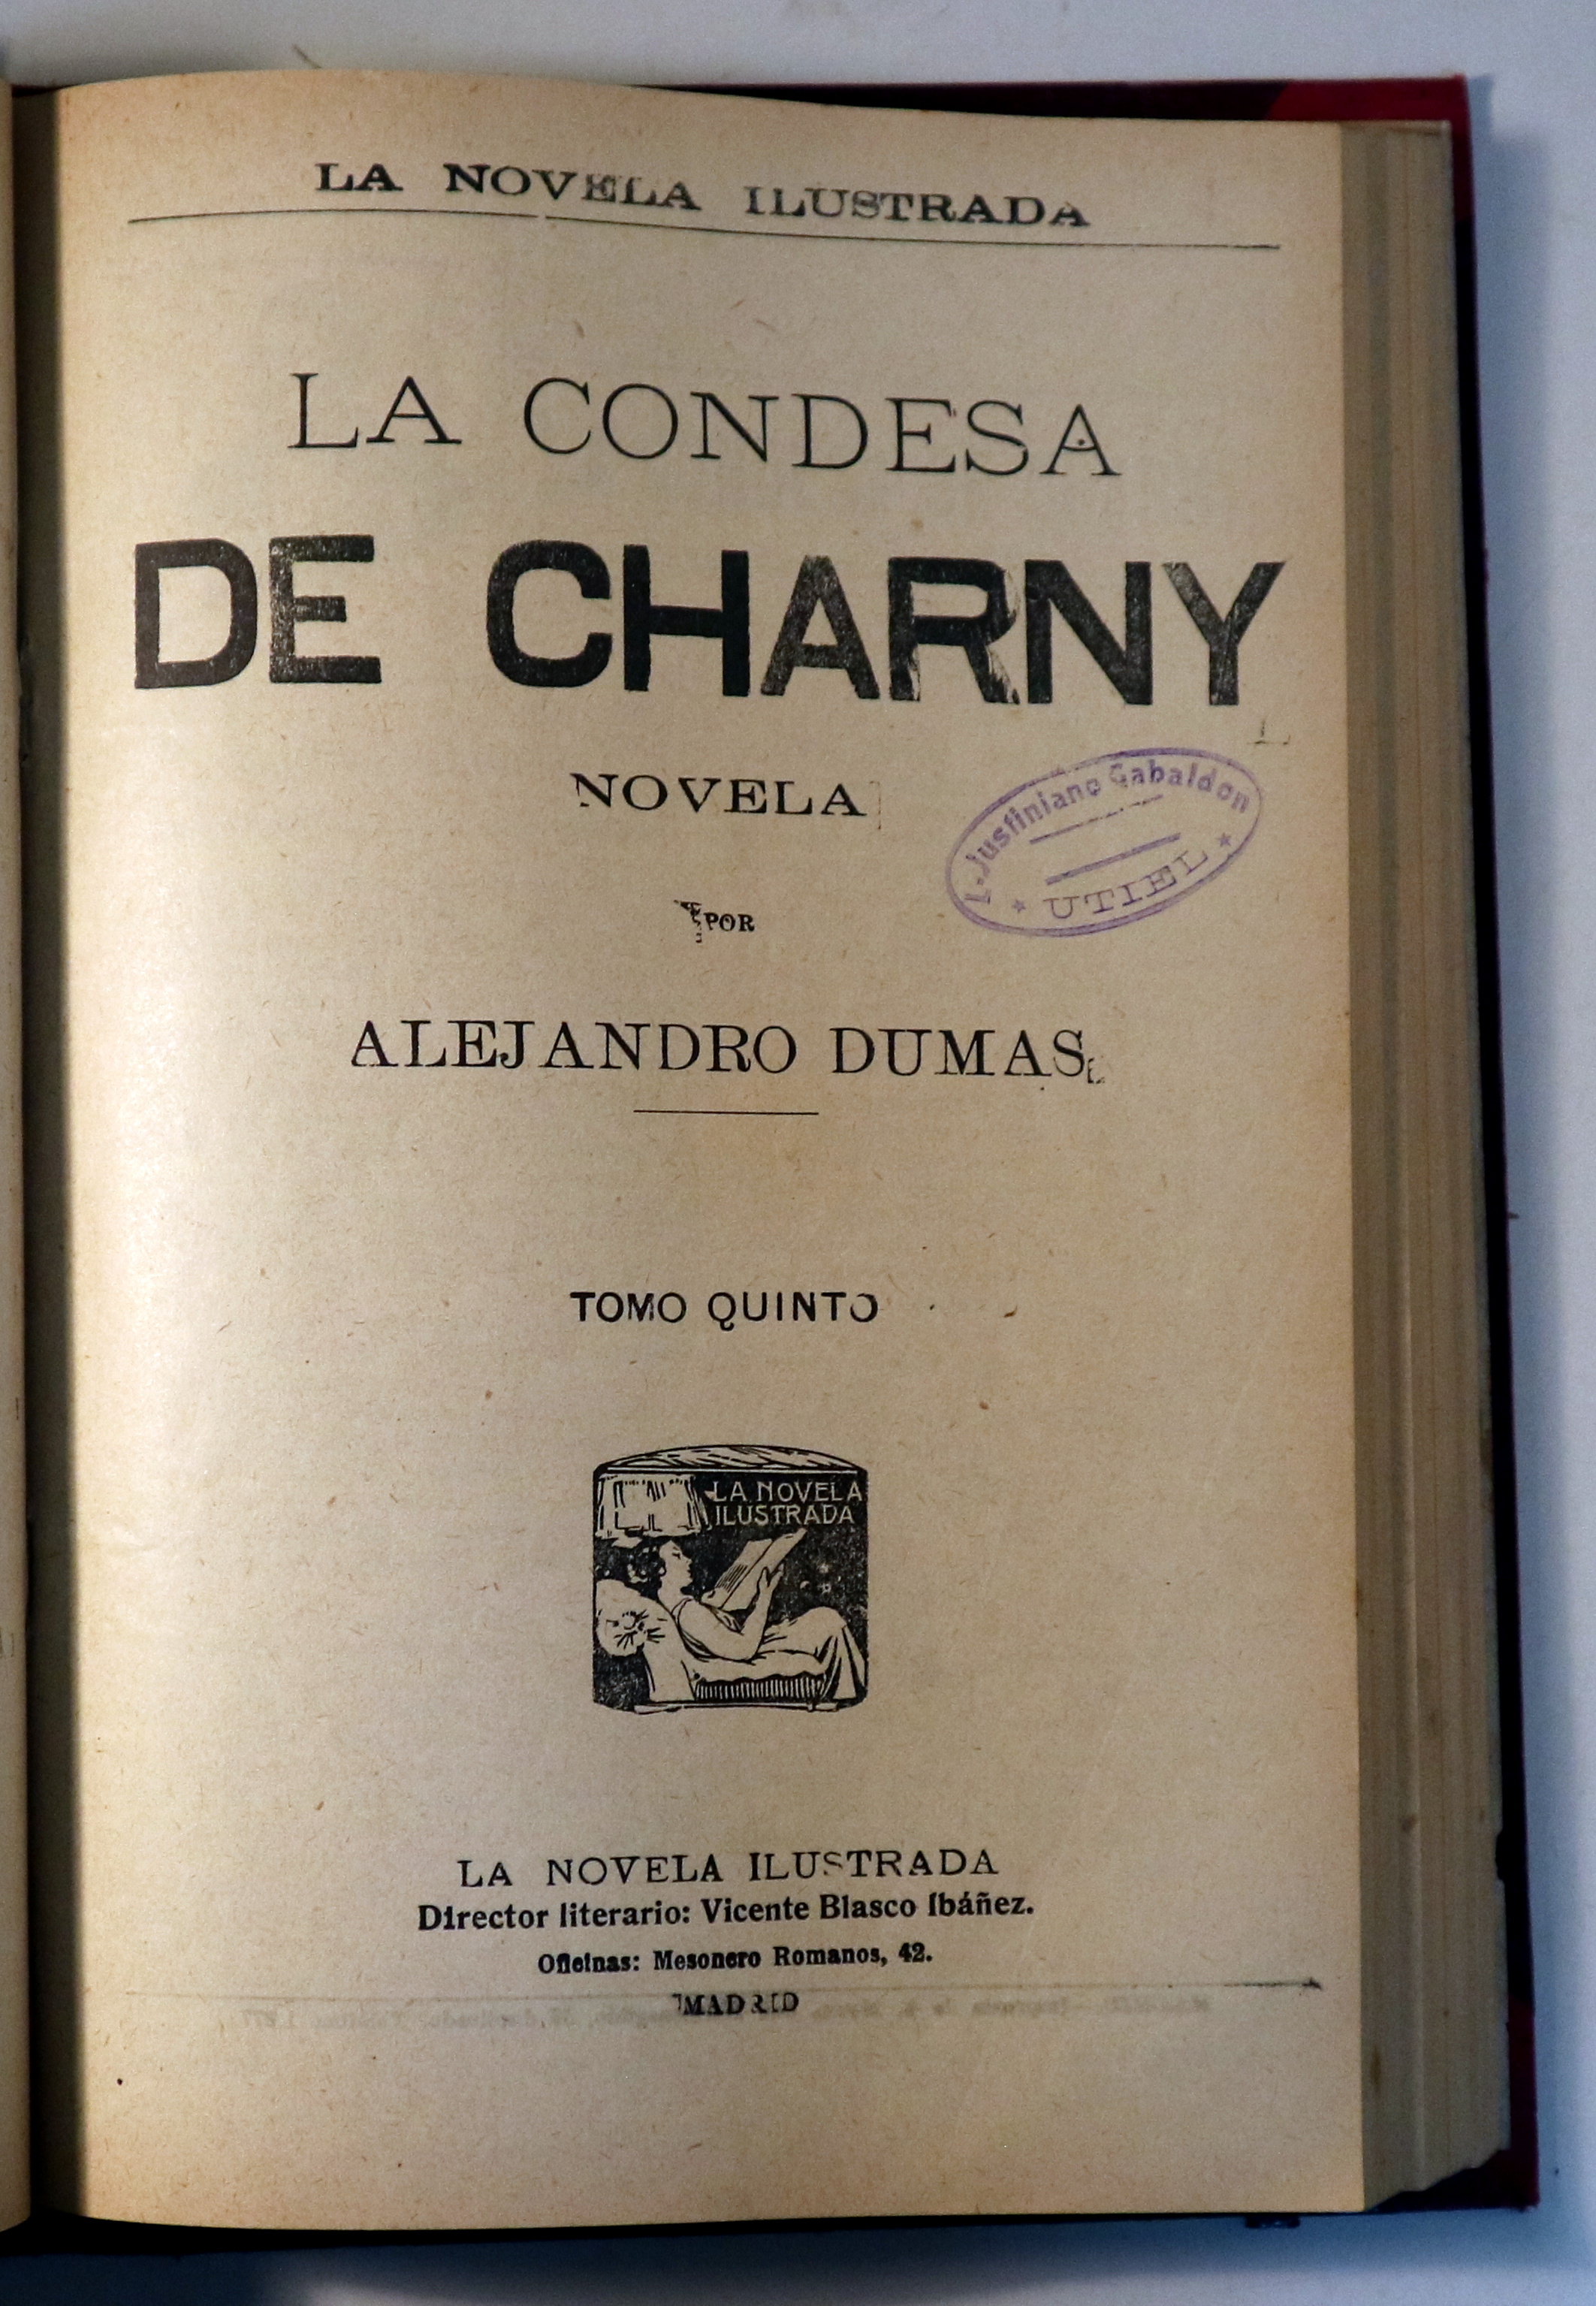 LA NOVELA ILUSTRADA
LA CONDESA
DE CHARNY
NOVELA
Justiniano Gabaldon
UTIEL
POR
ALEJANDRO DUMAS
TOMO QUINTO
LA NOVELA
ILUSTRADA
LA NOVELA ILUSTRADA
Director literario: Vicente Blasco Ibáñez.
Oficinas: Mesonero Romanos, 42.
MADRID